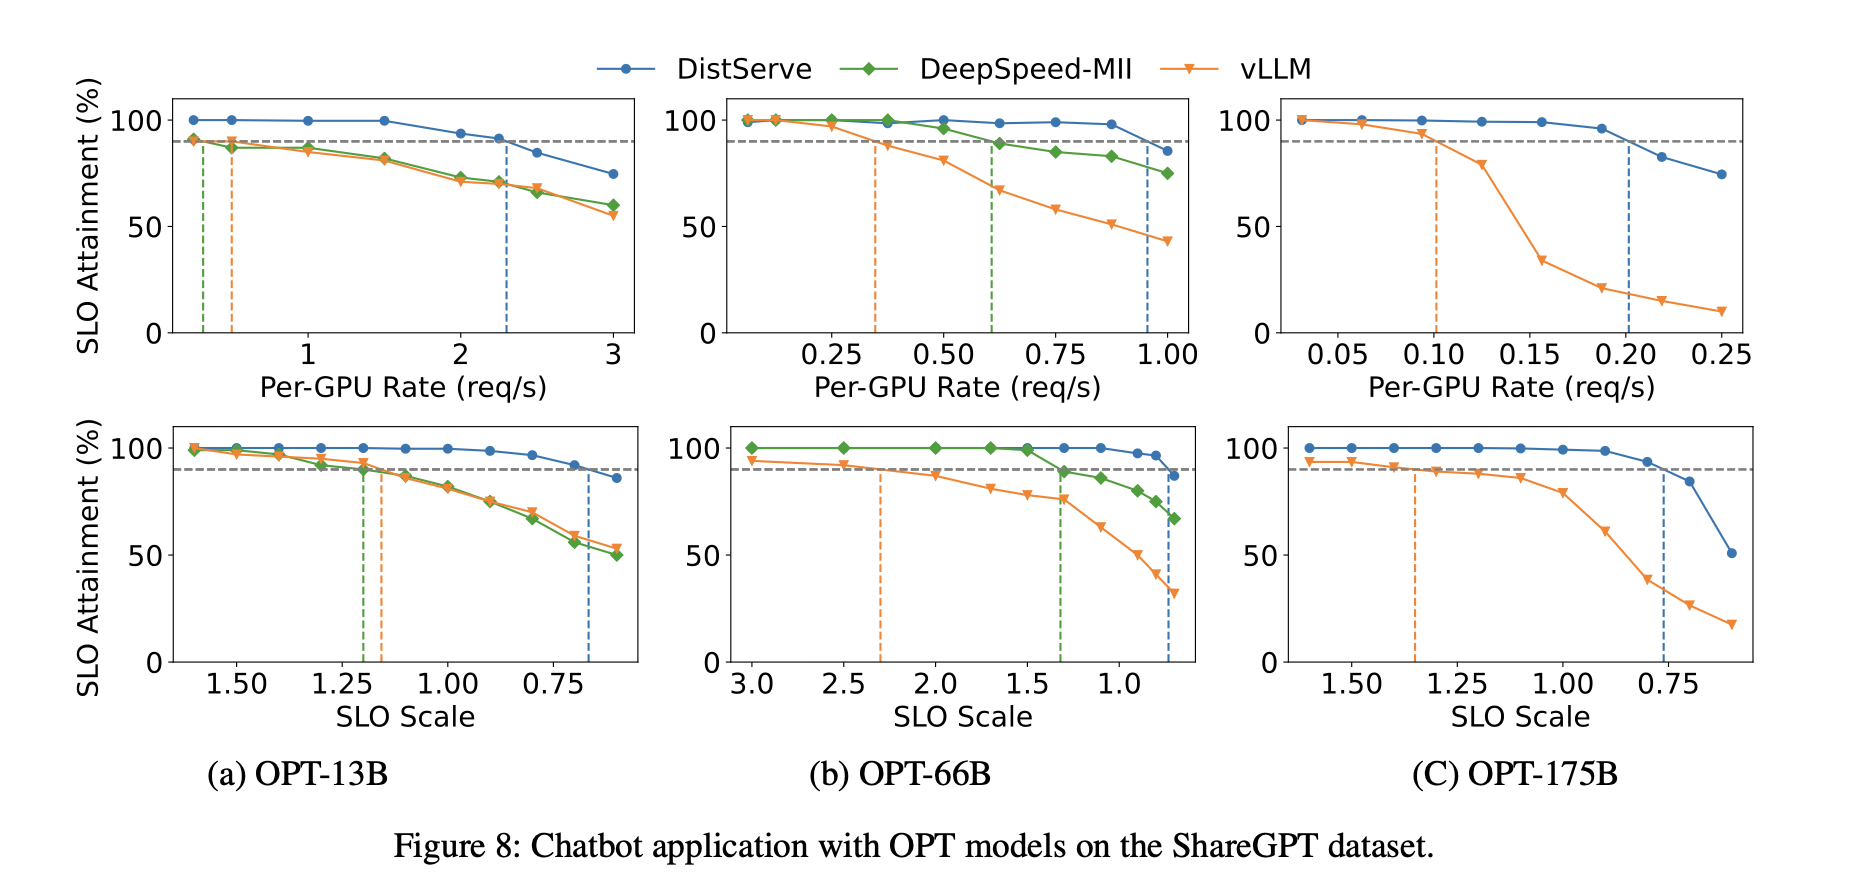 DistServe DeepSpeed-MII vLLM
SLO Attainment (%)
100
50
0
1 2 3
Per-GPU Rate (req/s)
100
50
0
0.25 0.50 0.75 1.00
Per-GPU Rate (req/s)
100
50
0
0.05 0.10 0.15 0.20 0.25
Per-GPU Rate (req/s)
SLO Attainment (%)
100
50
0
1.50 1.25 1.00 0.75
SLO Scale
100
50
0
3.0 2.5 2.0 1.5 1.0
SLO Scale
100
50
0
1.50 1.25 1.00 0.75
SLO Scale
(a) OPT-13B
(b) OPT-66B
(C) OPT-175B
Figure 8: Chatbot application with OPT models on the ShareGPT dataset.